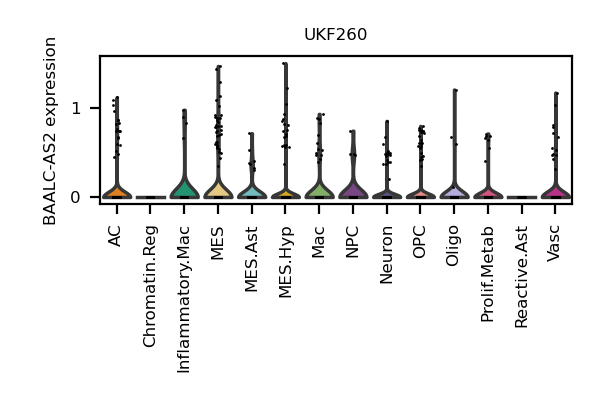 UKF260
BAALC-AS2 expression
1
0
AC
Chromatin.Reg
Inflammatory.Mac
MES
MES.Ast
MES.Hyp
Mac
NPC
Neuron
OPC
Oligo
Prolif.Metab
Reactive.Ast
Vasc